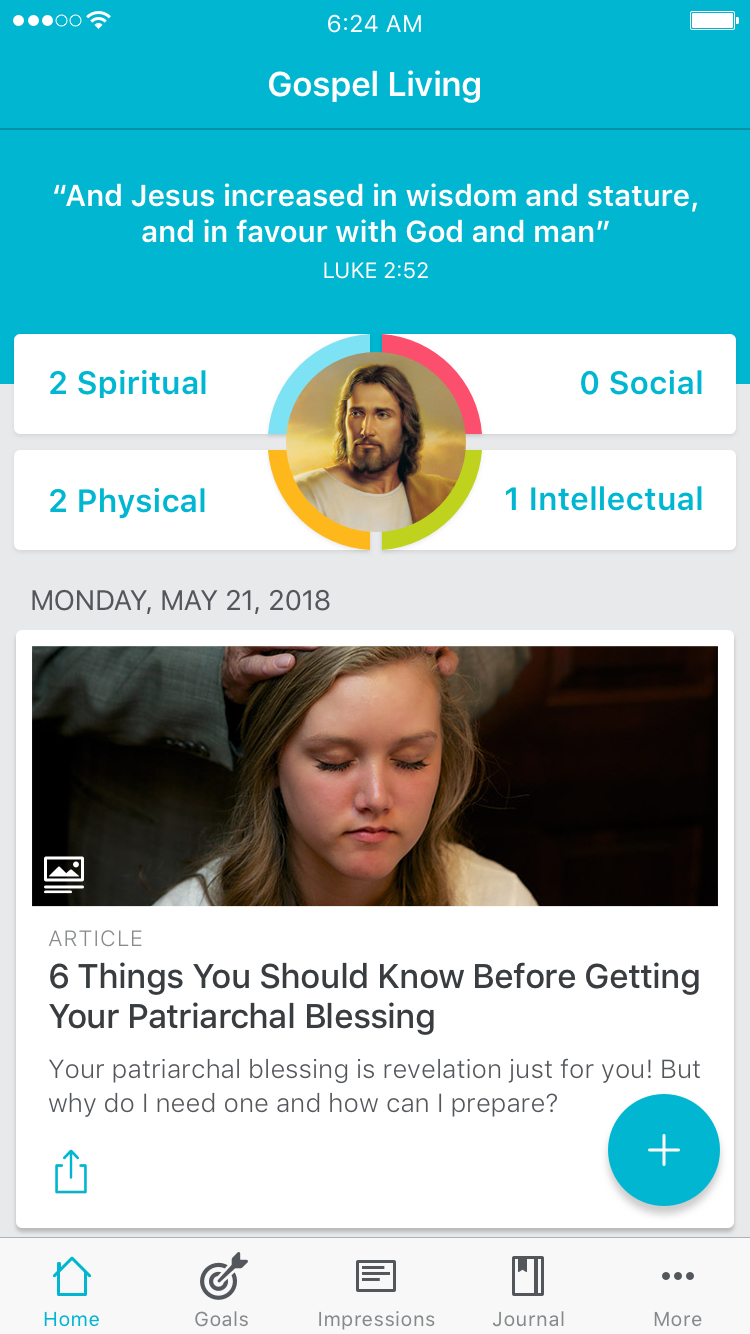 6:24 AM
Gospel Living
“And Jesus increased in wisdom and stature,
and in favour with God and man”
LUKE 2:52
2 Spiritual
0 Social
2 Physical
1 Intellectual
MONDAY, MAY 21, 2018
ARTICLE
6 Things You Should Know Before Getting
Your Patriarchal Blessing
Your patriarchal blessing is revelation just for you! But
why do I need one and how can I prepare?
Home
Goals
Impressions
Journal
More